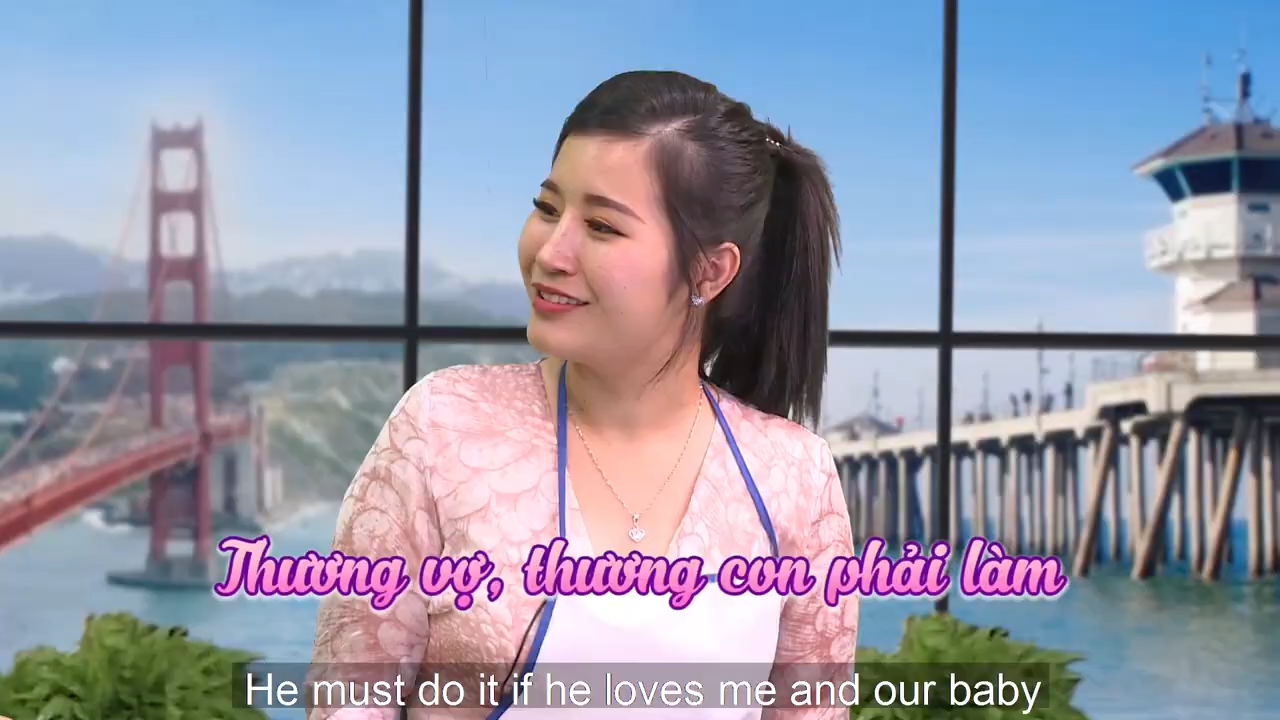 Thương vợ, thương con phải làm
He must do it if he loves me and our baby